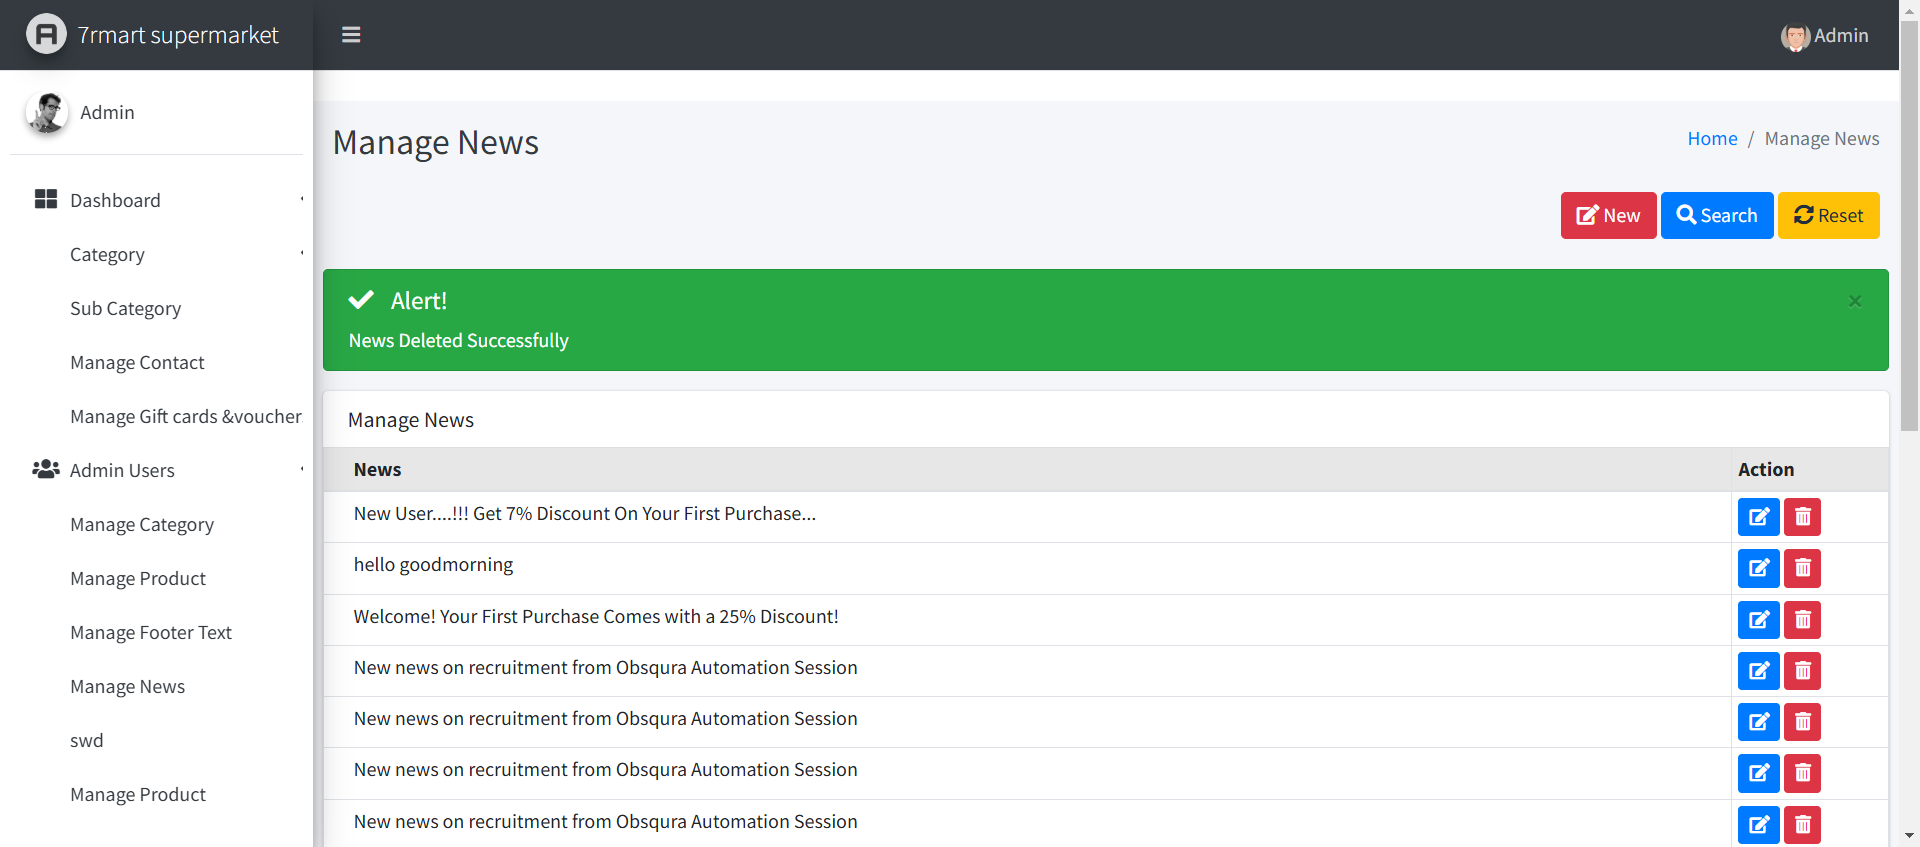 7rmart supermarket
Admin
Admin
Manage News
Home / Manage News
Dashboard
Category
Sub Category
Manage Contact
Manage Gift cards &voucher
Admin Users
Manage Category
Manage Product
Manage Footer Text
Manage News
swd
Manage Product
New
Search
Reset
Alert!
×
News Deleted Successfully
Manage News
News Action
New User....!!! Get 7% Discount On Your First Purchase...
hello goodmorning
Welcome! Your First Purchase Comes with a 25% Discount!
New news on recruitment from Obsqura Automation Session
New news on recruitment from Obsqura Automation Session
New news on recruitment from Obsqura Automation Session
New news on recruitment from Obsqura Automation Session